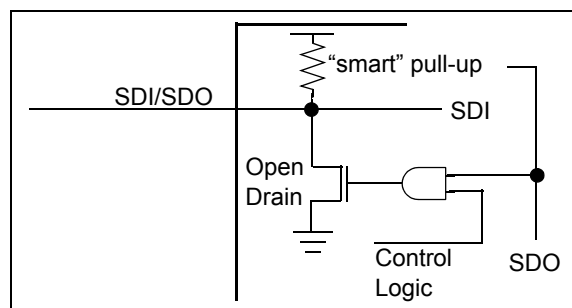 “smart” pull-up
SDI/SDO
SDI
Open
Drain
Control
Logic
SDO